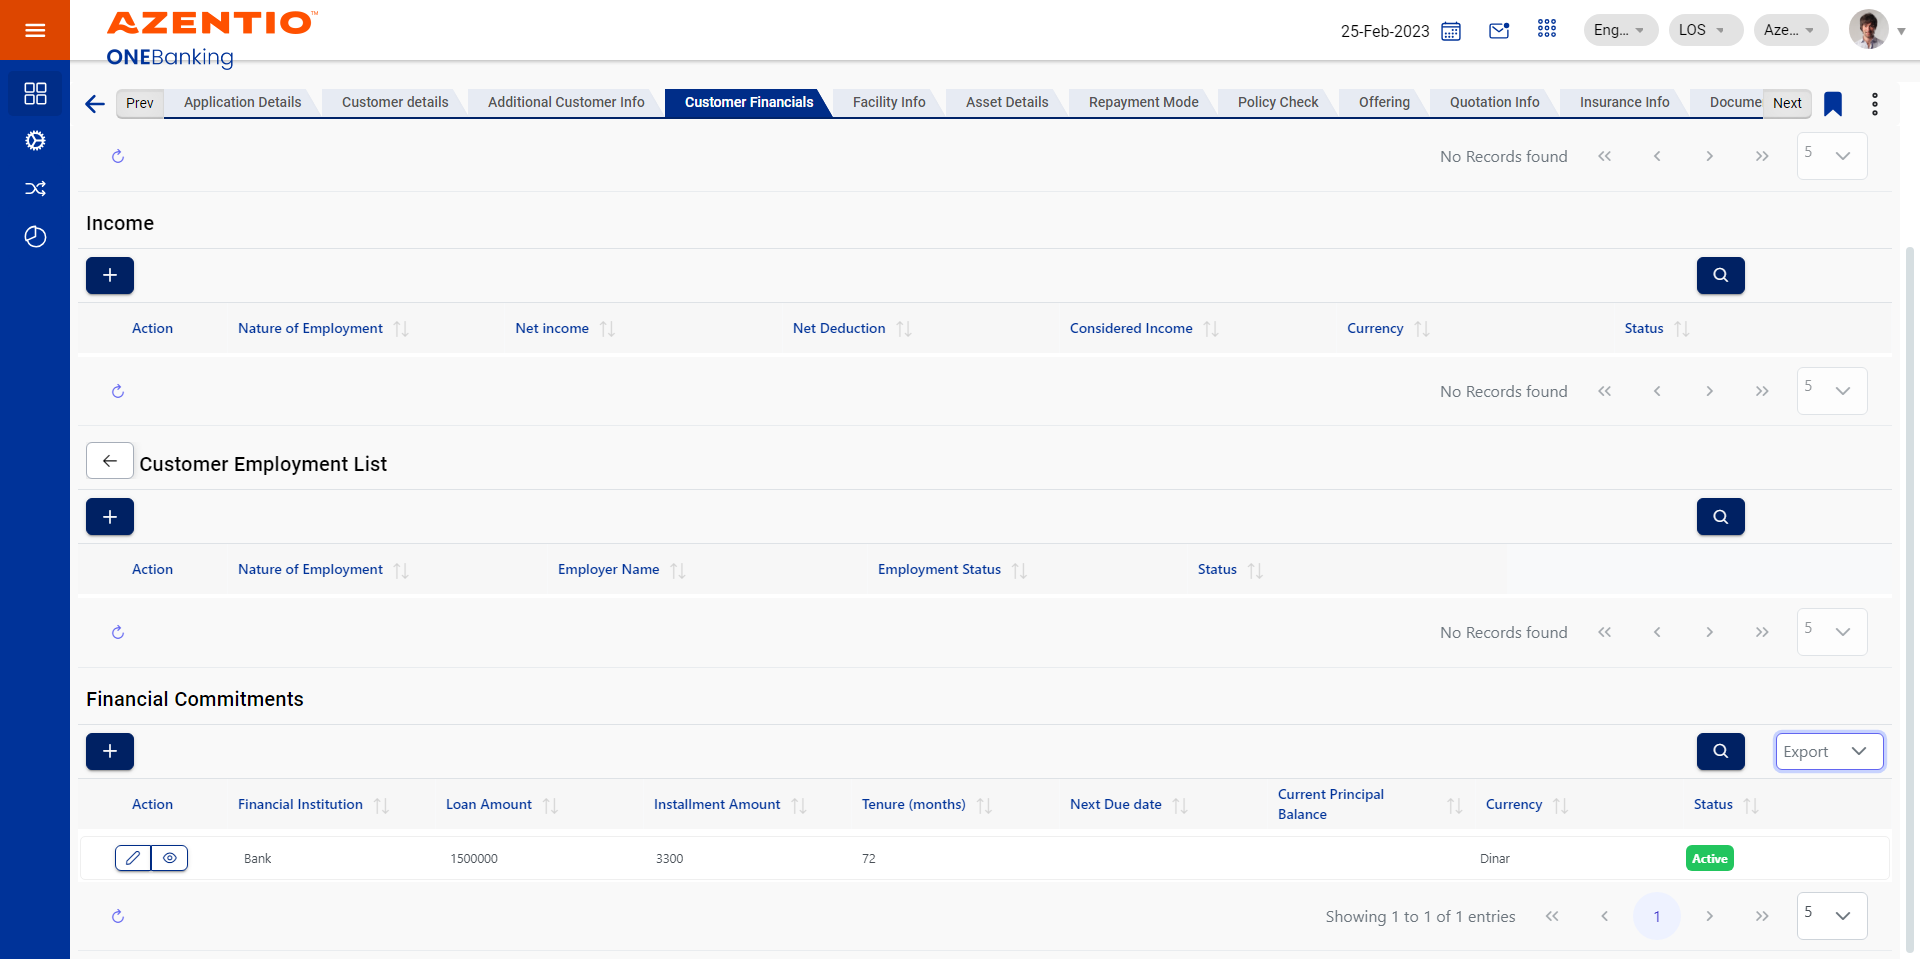 AZENTIO™
ONEBanking
25-Feb-2023
Eng...
LOS
Aze...
Prev
Application Details
Customer details
Additional Customer Info
Customer Financials
Facility Info
Asset Details
Repayment Mode
Policy Check
Offering
Quotation Info
Insurance Info
Docume
Next
No Records found
5
Income
Action
Nature of Employment
Net income
Net Deduction
Considered Income
Currency
Status
No Records found
5
Customer Employment List
Action
Nature of Employment
Employer Name
Employment Status
Status
No Records found
5
Financial Commitments
Export
Action
Financial Institution
Loan Amount
Installment Amount
Tenure (months)
Next Due date
Current Principal
Balance
Currency
Status
Bank
1500000
3300
72
Dinar
Active
Showing 1 to 1 of 1 entries
1
5